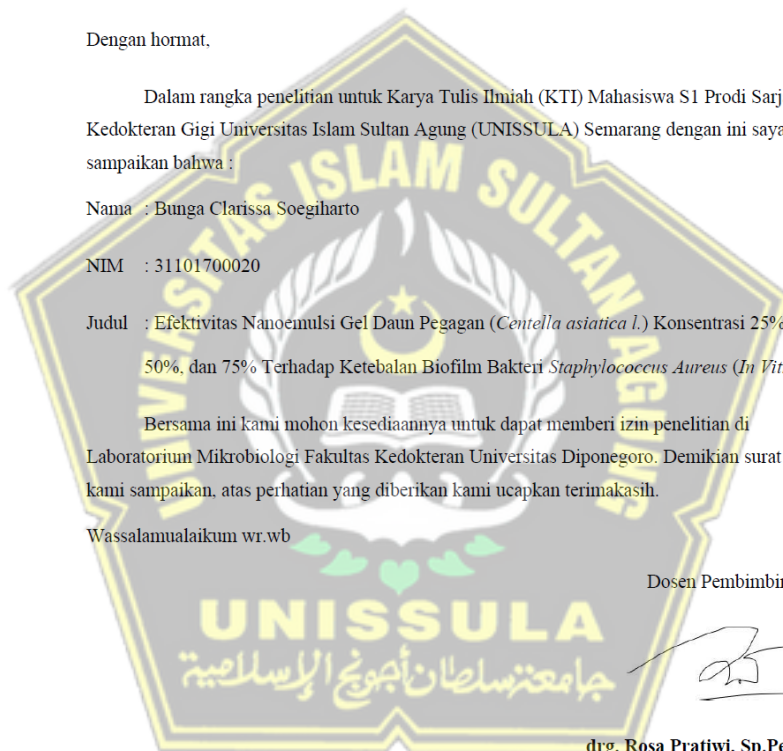 Dengan hormat,
Dalam rangka penelitian untuk Karya Tulis Ilmiah (KTI) Mahasiswa S1 Prodi Sarj
Kedokteran Gigi Universitas Islam Sultan Agung (UNISSULA) Semarang dengan ini saya
sampaikan bahwa :
Nama : Bunga Clarissa Soegiharto
NIM : 31101700020
Judul : Efektivitas Nanoemulsi Gel Daun Pegagan (Centella asiatica l.) Konsentrasi 25%
50%, dan 75% Terhadap Ketebalan Biofilm Bakteri Staphylococcus Aureus (In Vit
Bersama ini kami mohon kesediaannya untuk dapat memberi izin penelitian di
Laboratorium Mikrobiologi Fakultas Kedokteran Universitas Diponegoro. Demikian surat
kami sampaikan, atas perhatian yang diberikan kami ucapkan terimakasih.
Wassalamualaikum wr.wb
Dosen Pembimbin
drg. Rosa Pratiwi, Sp.Pe
UNIVERSITAS ISLAM SULTAN AGUNG
UNISSULA
جامعة سلطان أجونج الإسلامية